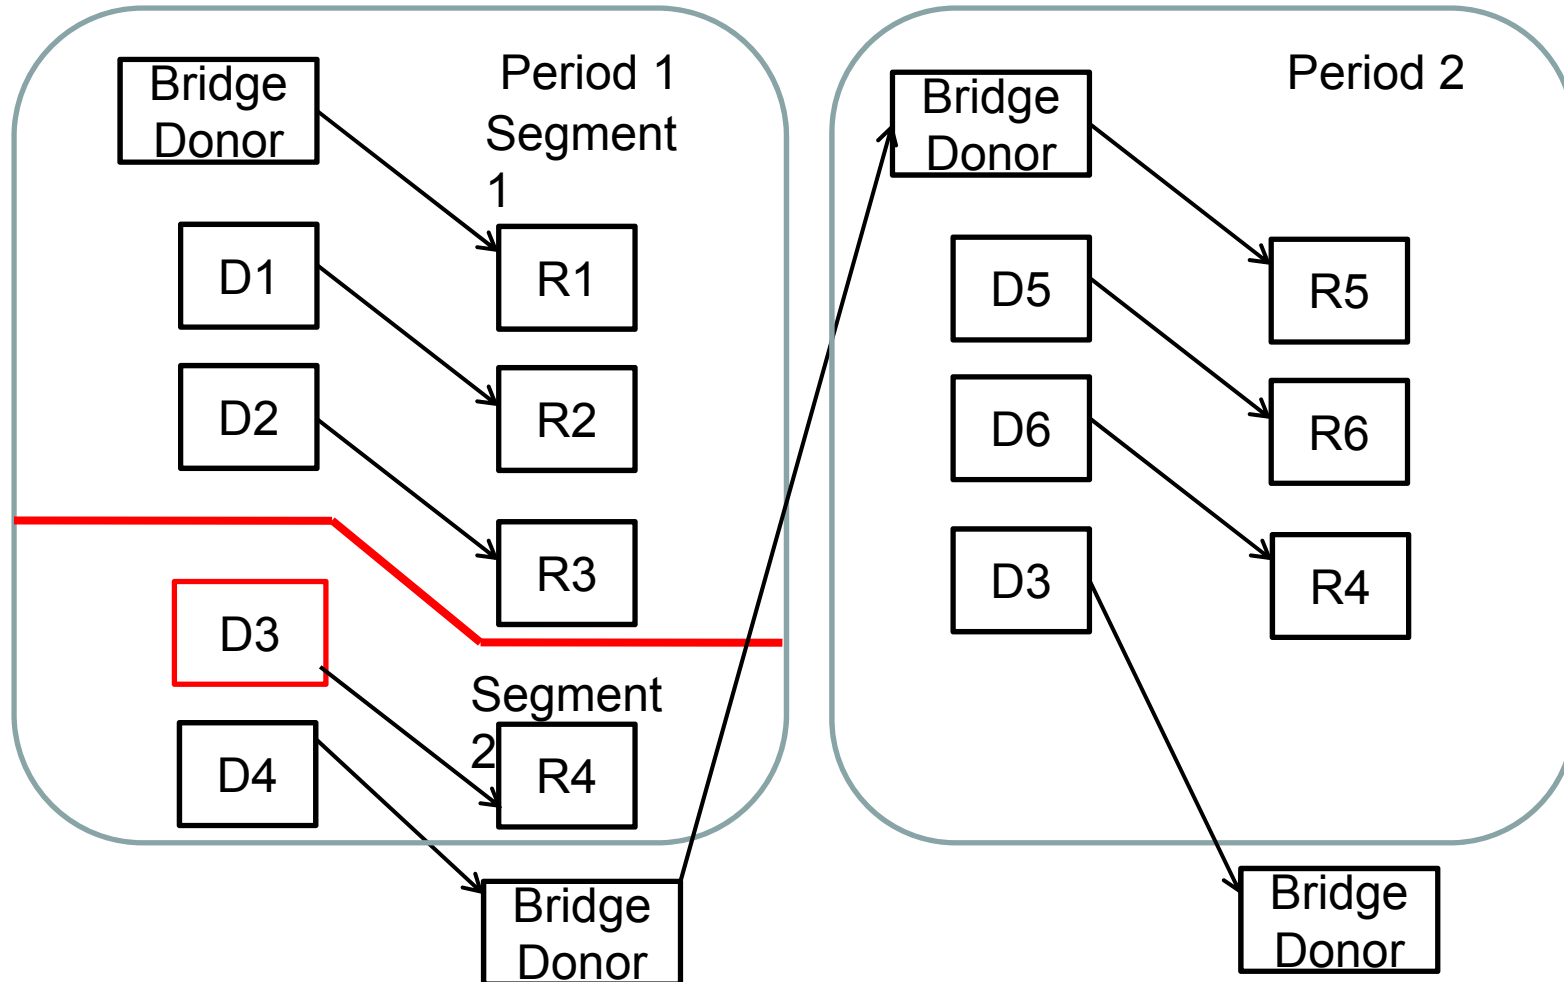 Bridge
Donor
Period 1
Segment
1
D1
R1
D2
R2
R3
D3
Segment
2
D4
R4
Bridge
Donor
Bridge
Donor
Period 2
D5
R5
D6
R6
D3
R4
Bridge
Donor